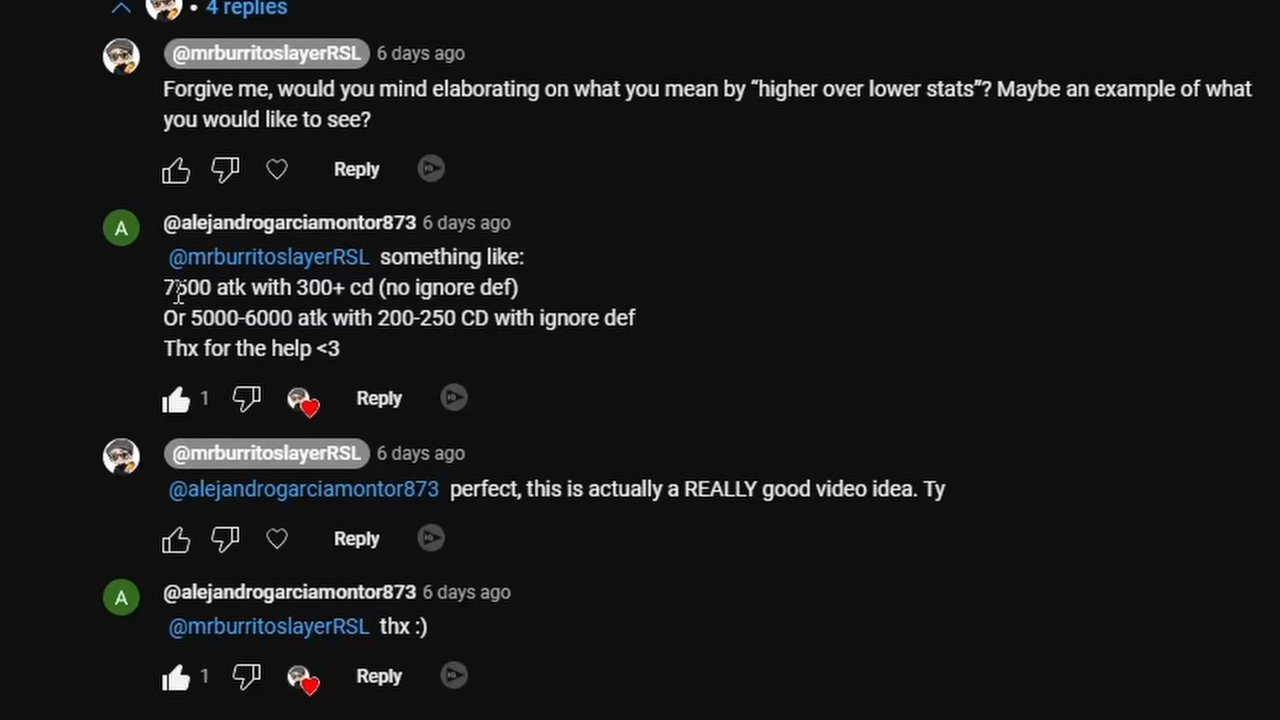 4 replies
@mrburritoslayerRSL 6 days ago
Forgive me, would you mind elaborating on what you mean by “higher over lower stats”? Maybe an example of what
you would like to see?
Reply
A
@alejandrogarciamontor873 6 days ago
@mrburritoslayerRSL something like:
7500 atk with 300+ cd (no ignore def)
Or 5000-6000 atk with 200-250 CD with ignore def
Thx for the help <3
1 Reply
@mrburritoslayerRSL 6 days ago
@alejandrogarciamontor873 perfect, this is actually a REALLY good video idea. Ty
Reply
A
@alejandrogarciamontor873 6 days ago
@mrburritoslayerRSL thx :)
1 Reply